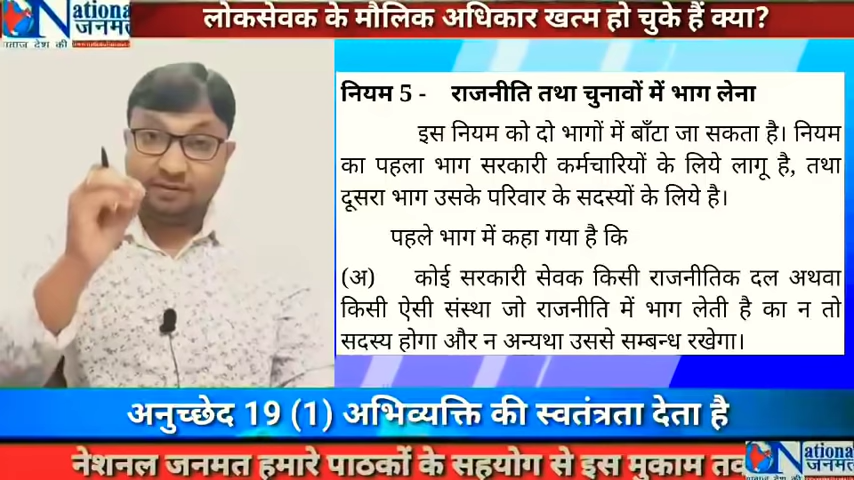 National
जनमत
लोकसेवक के मौलिक अधिकार खत्म हो चुके हैं क्या?
नियम 5 - राजनीति तथा चुनावों में भाग लेना
इस नियम को दो भागों में बाँटा जा सकता है। नियम
का पहला भाग सरकारी कर्मचारियों के लिये लागू है, तथा
दूसरा भाग उसके परिवार के सदस्यों के लिये है।
पहले भाग में कहा गया है कि
(अ) कोई सरकारी सेवक किसी राजनीतिक दल अथवा
किसी ऐसी संस्था जो राजनीति में भाग लेती है का न तो
सदस्य होगा और न अन्यथा उससे सम्बन्ध रखेगा।
अनुच्छेद 19 (1) अभिव्यक्ति की स्वतंत्रता देता है
नेशनल जनमत हमारे पाठकों के सहयोग से इस मुकाम तक
National
जनमत